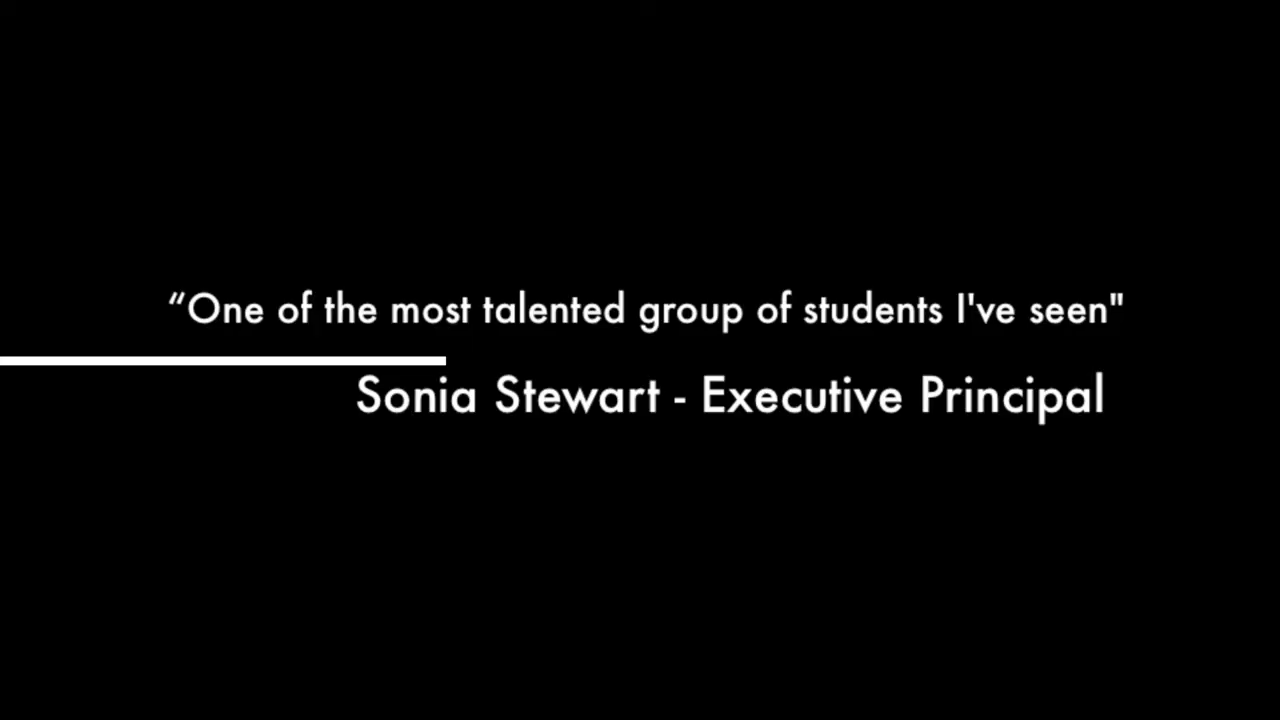 “One of the most talented group of students I've seen"
Sonia Stewart - Executive Principal